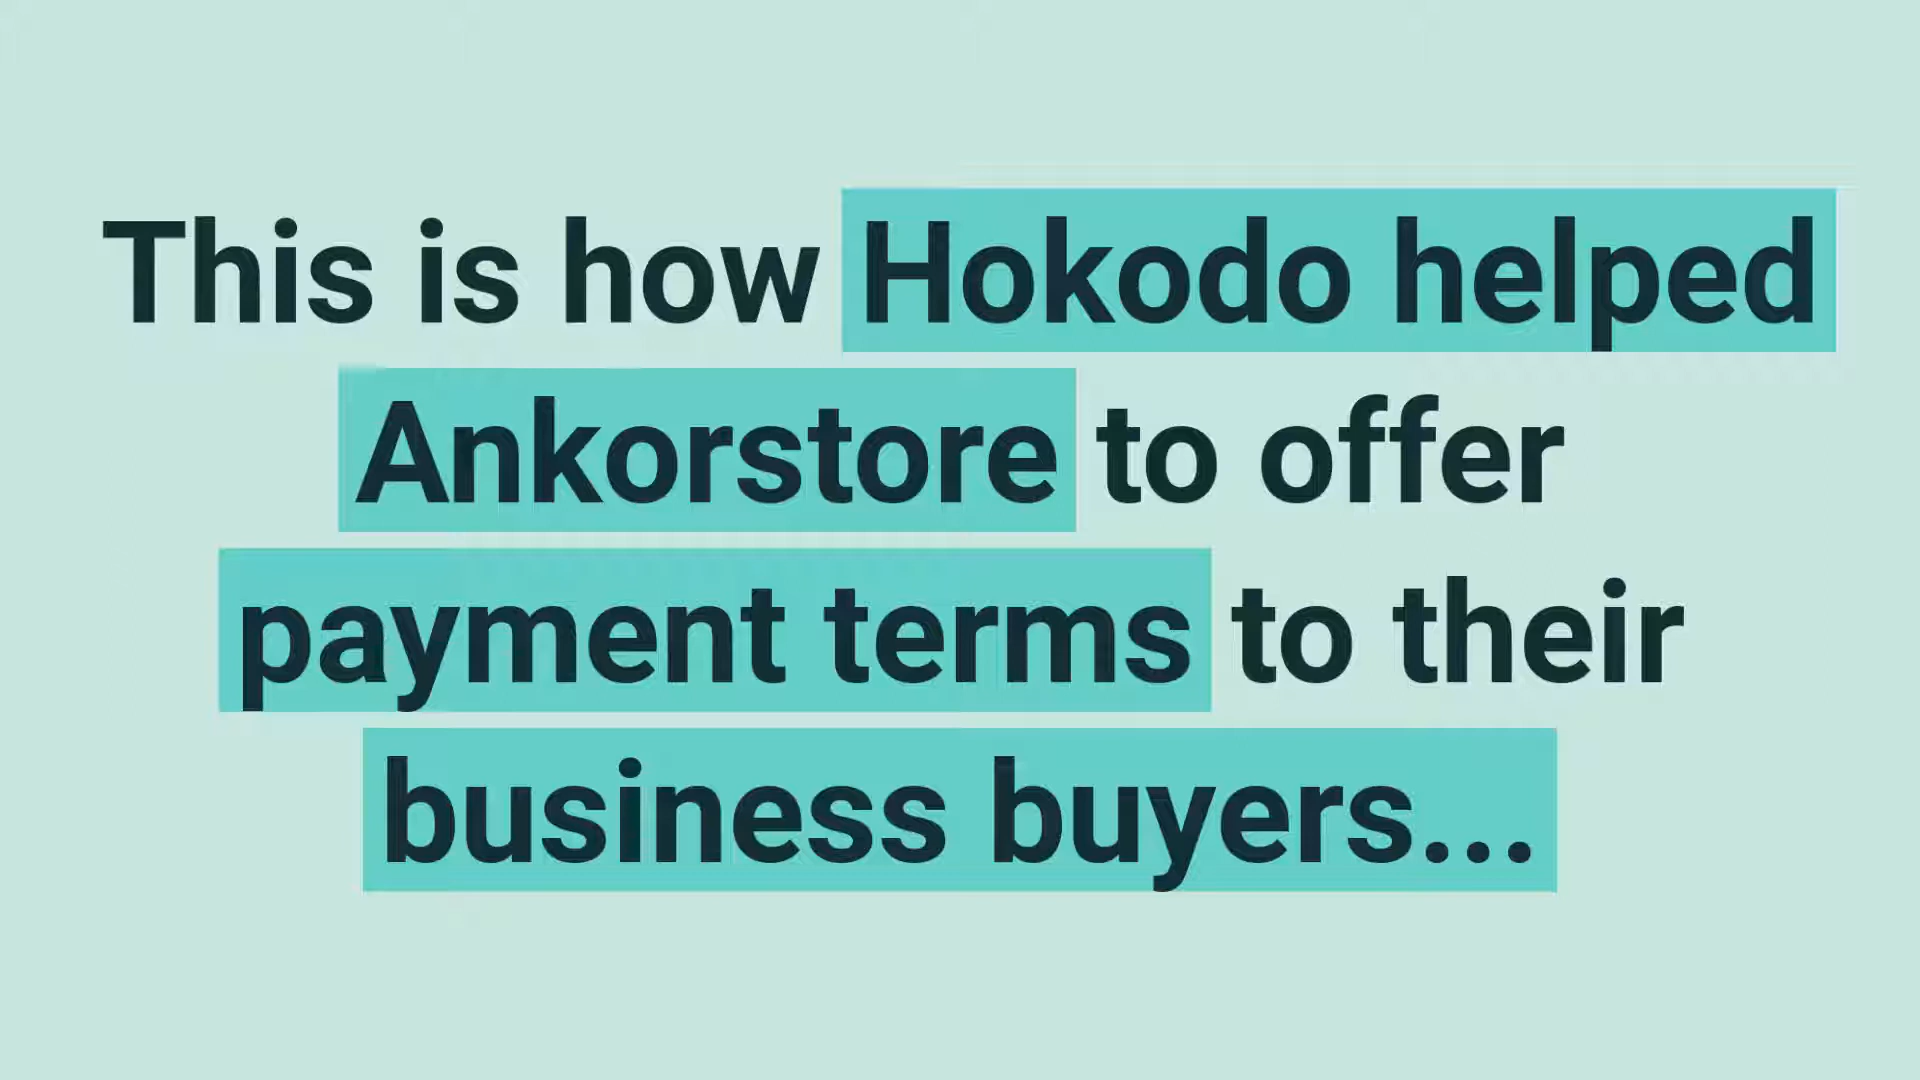 This is how Hokodo helped
Ankorstore to offer
payment terms to their
business buyers...